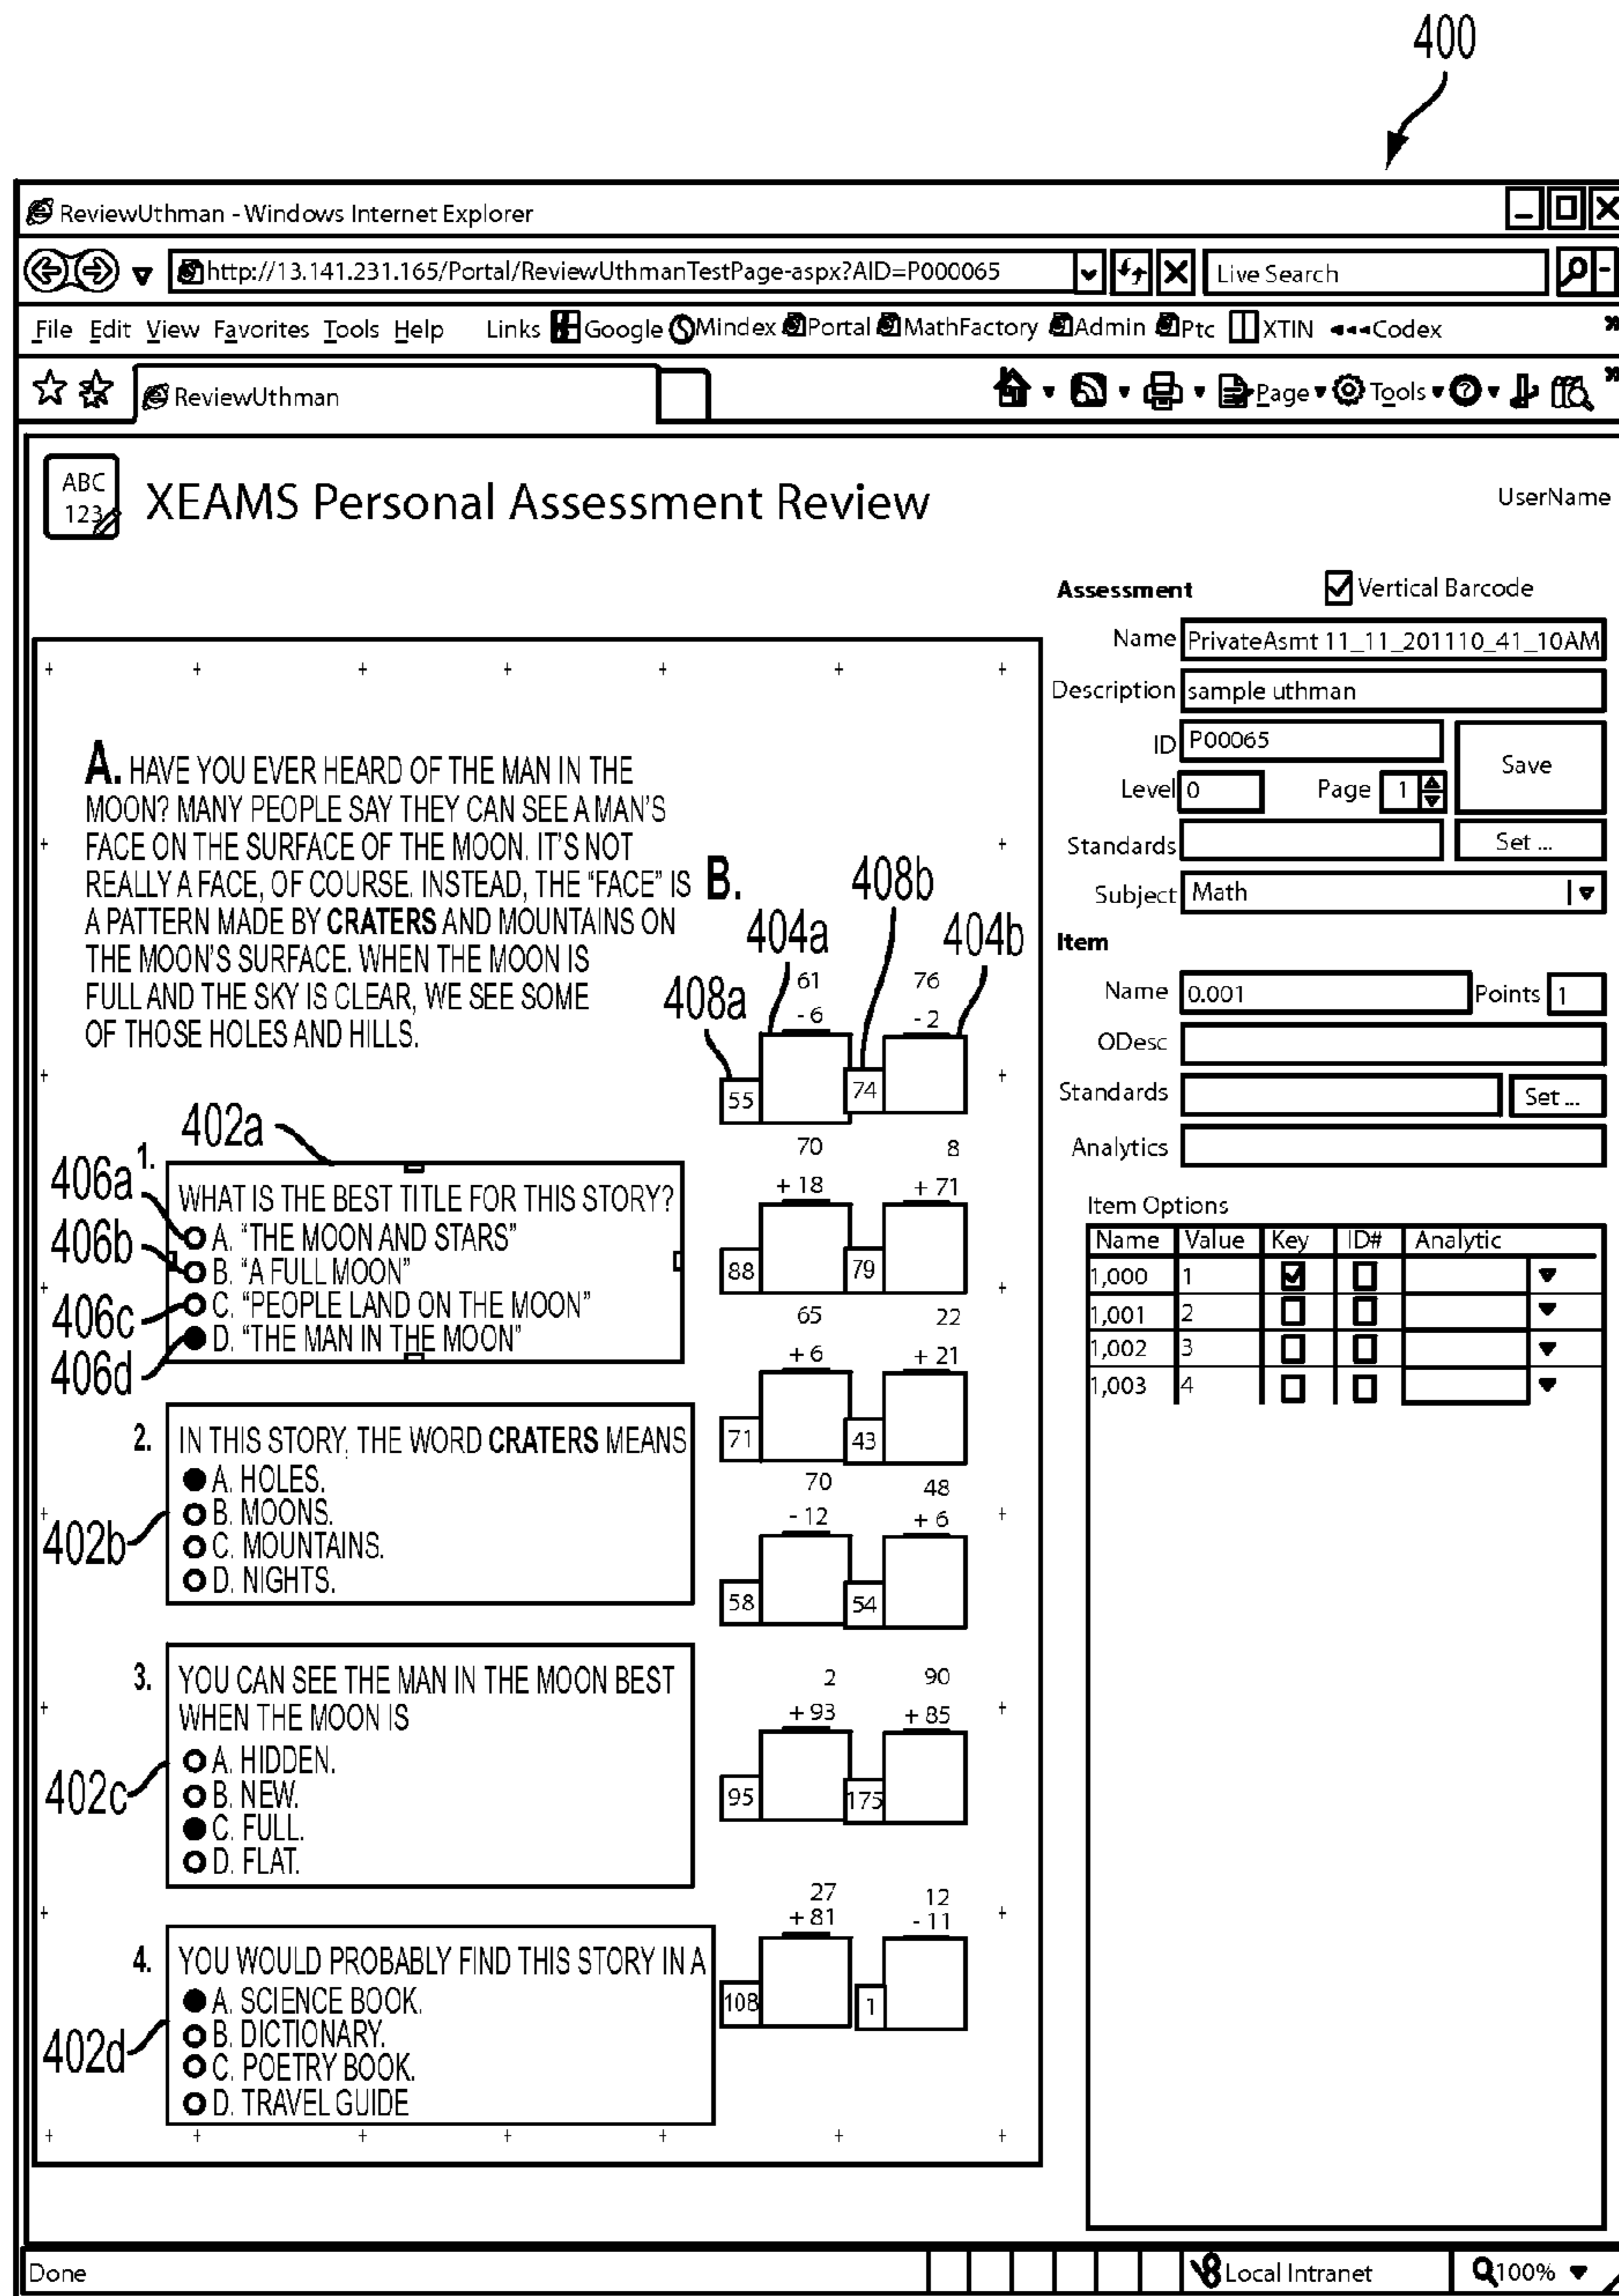 400
ReviewUthman - Windows Internet Explorer
http://13.141.231.165/Portal/ReviewUthmanTestPage-aspx?AID=P000065
Live Search
File Edit View Favorites Tools Help Links Google Mindex Portal MathFactory Admin Ptc XTIN Codex »
ReviewUthman
Page Tools »
ABC
123
XEAMS Personal Assessment Review
UserName
A. HAVE YOU EVER HEARD OF THE MAN IN THE
MOON? MANY PEOPLE SAY THEY CAN SEE A MAN'S
FACE ON THE SURFACE OF THE MOON. IT'S NOT
REALLY A FACE, OF COURSE. INSTEAD, THE "FACE" IS
A PATTERN MADE BY CRATERS AND MOUNTAINS ON
THE MOON'S SURFACE. WHEN THE MOON IS
FULL AND THE SKY IS CLEAR, WE SEE SOME
OF THOSE HOLES AND HILLS.
402a
406a
406b
406c
406d
1.
WHAT IS THE BEST TITLE FOR THIS STORY?
A. "THE MOON AND STARS"
B. "A FULL MOON"
C. "PEOPLE LAND ON THE MOON"
D. "THE MAN IN THE MOON"
2. IN THIS STORY, THE WORD CRATERS MEANS
A. HOLES.
B. MOONS.
C. MOUNTAINS.
D. NIGHTS.
402b
3. YOU CAN SEE THE MAN IN THE MOON BEST
WHEN THE MOON IS
A. HIDDEN.
B. NEW.
C. FULL.
D. FLAT.
402c
4. YOU WOULD PROBABLY FIND THIS STORY IN A
A. SCIENCE BOOK.
B. DICTIONARY.
C. POETRY BOOK.
D. TRAVEL GUIDE
402d
B.
408b
404a
404b
408a
61 76
- 6 - 2
55 74
70 8
+ 18 + 71
88 79
65 22
+ 6 + 21
71 43
70 48
- 12 + 6
58 54
2 90
+ 93 + 85
95 175
27 12
+ 81 - 11
108 1
Assessment Vertical Barcode
Name PrivateAsmt 11_11_201110_41_10AM
Description sample uthman
ID P00065
Save
Level 0 Page 1
Standards Set ...
Subject Math
Item
Name 0.001 Points 1
ODesc
Standards Set ...
Analytics
Item Options
Name Value Key ID# Analytic
1,000 1
1,001 2
1,002 3
1,003 4
Done Local Intranet 100%